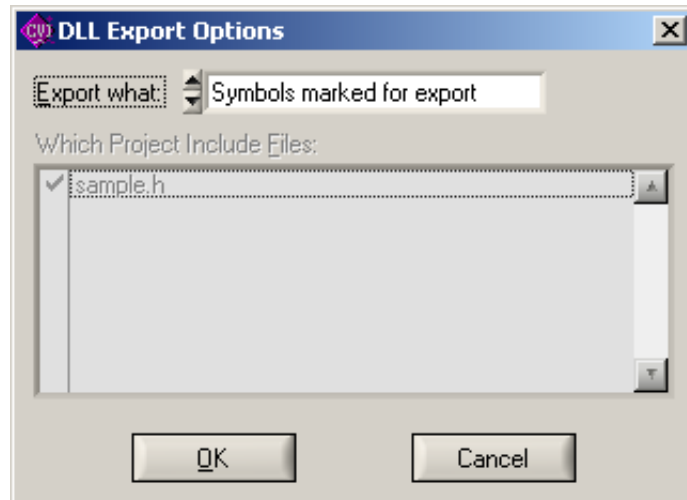 CVI DLL Export Options
Export what: Symbols marked for export
Which Project Include Files:
sample.h
OK Cancel